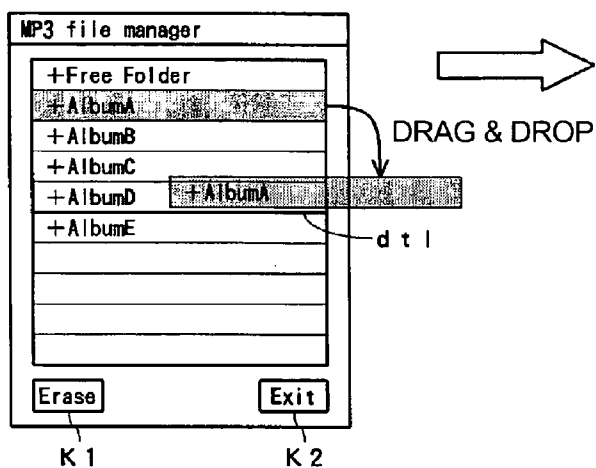 MP3 file manager
+Free Folder
+AlbumA
+AlbumB
+AlbumC
+AlbumD
+AlbumA
+AlbumE
DRAG & DROP
dtl
Erase
Exit
K1
K2